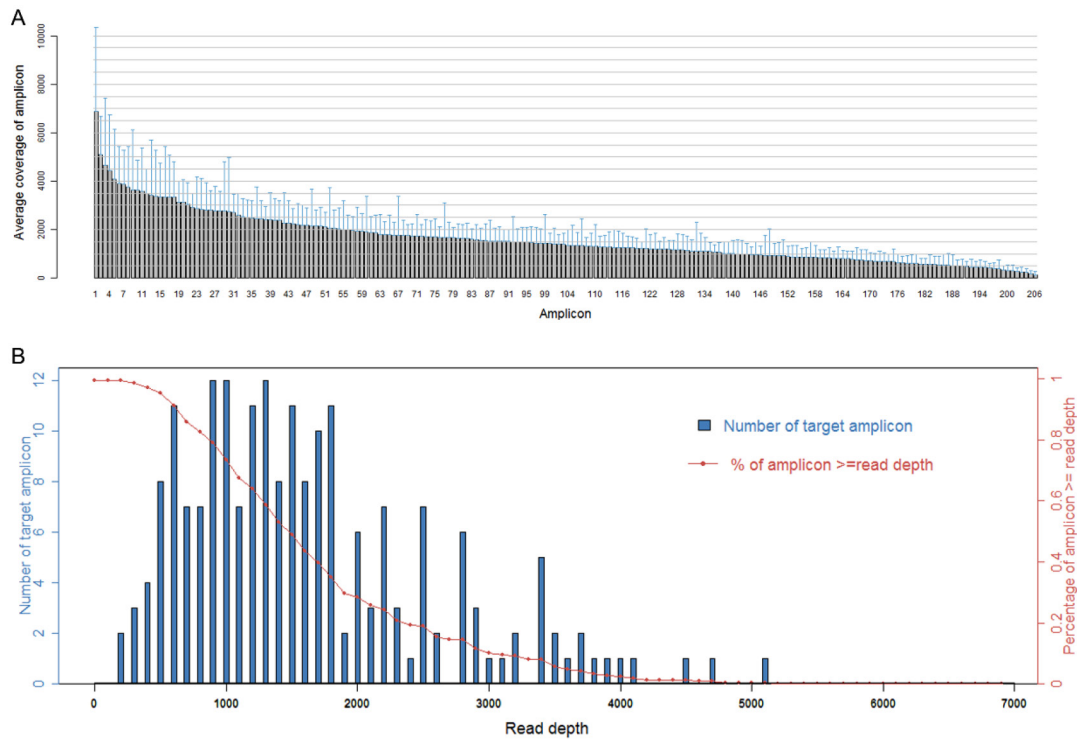 A
Average coverage of amplicon
10000
8000
6000
4000
2000
0
1 4 7 11 15 19 23 27 31 35 39 43 47 51 55 59 63 67 71 75 79 83 87 91 95 99 104 110 116 122 128 134 140 146 152 158 164 170 176 182 188 194 200 206
Amplicon
B
Number of target amplicon
12
10
8
6
4
2
0
Number of target amplicon
% of amplicon >=read depth
1
0.8
0.6
0.4
0.2
0
Percentage of amplicon >= read depth
0 1000 2000 3000 4000 5000 6000 7000
Read depth